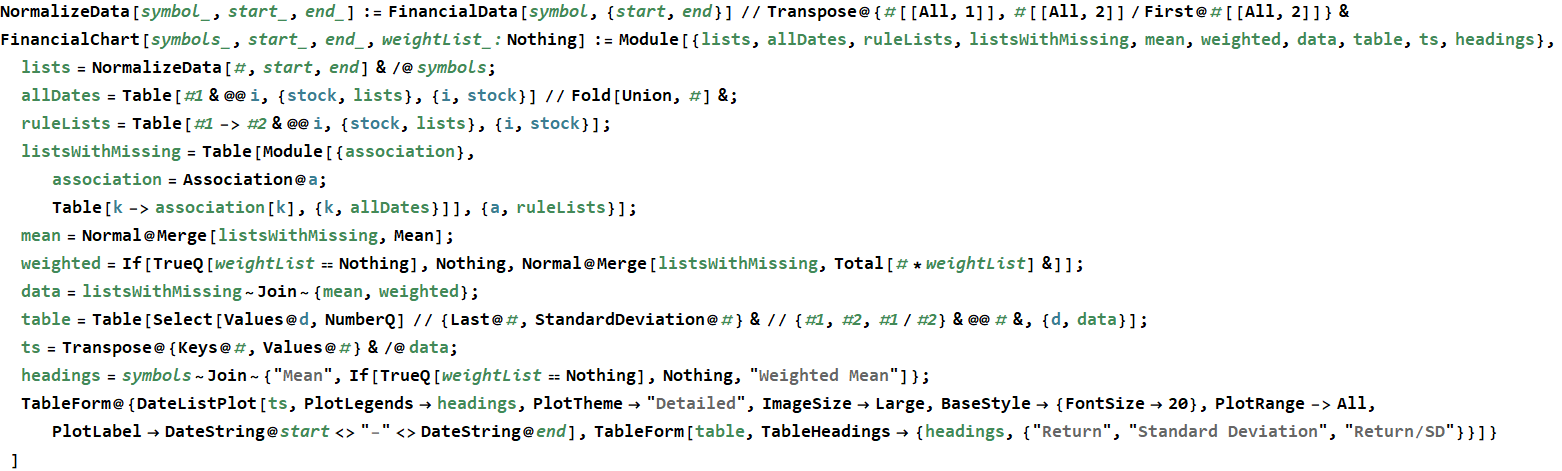 NormalizeData[symbol_, start_, end_] := FinancialData[symbol, {start, end}] // Transpose@{#[[All, 1]], #[[All, 2]] / First@#[[All, 2]]} &
FinancialChart[symbols_, start_, end_, weightList_: Nothing] := Module[{lists, allDates, ruleLists, listsWithMissing, mean, weighted, data, table, ts, headings},
lists = NormalizeData[#, start, end] & /@ symbols;
allDates = Table[#1 & @@ i, {stock, lists}, {i, stock}] // Fold[Union, #] &;
ruleLists = Table[#1 -> #2 & @@ i, {stock, lists}, {i, stock}];
listsWithMissing = Table[Module[{association},
association = Association@a;
Table[k -> association[k], {k, allDates}]], {a, ruleLists}];
mean = Normal@Merge[listsWithMissing, Mean];
weighted = If[TrueQ[weightList == Nothing], Nothing, Normal@Merge[listsWithMissing, Total[# * weightList] &]];
data = listsWithMissing~Join~{mean, weighted};
table = Table[Select[Values@d, NumberQ] // {Last@#, StandardDeviation@#} & // {#1, #2, #1 / #2} & @@ # &, {d, data}];
ts = Transpose@{Keys@#, Values@#} & /@ data;
headings = symbols~Join~{"Mean", If[TrueQ[weightList == Nothing], Nothing, "Weighted Mean"]};
TableForm@{DateListPlot[ts, PlotLegends → headings, PlotTheme → "Detailed", ImageSize → Large, BaseStyle → {FontSize → 20}, PlotRange -> All,
PlotLabel → DateString@start <> "-" <> DateString@end], TableForm[table, TableHeadings → {headings, {"Return", "Standard Deviation", "Return/SD"}}]}
]